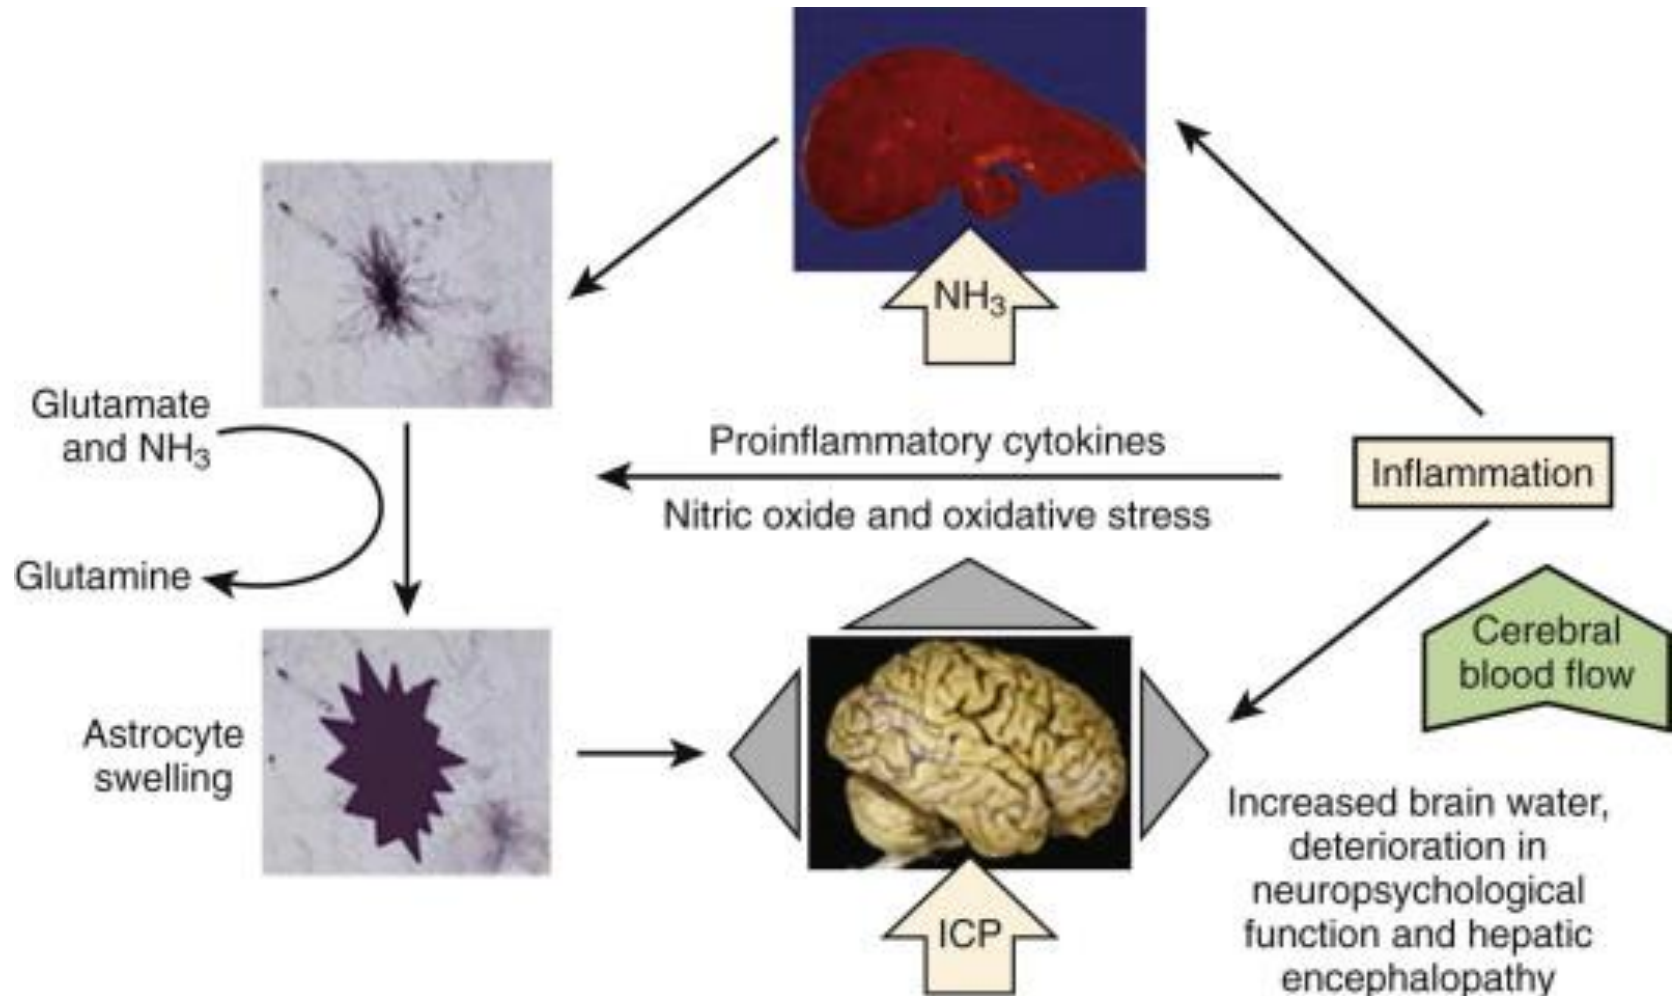 NH3
Glutamate
and NH3
Proinflammatory cytokines
Inflammation
Nitric oxide and oxidative stress
Glutamine
Cerebral
blood flow
Astrocyte
swelling
Increased brain water,
deterioration in
neuropsychological
function and hepatic
encephalopathy
ICP